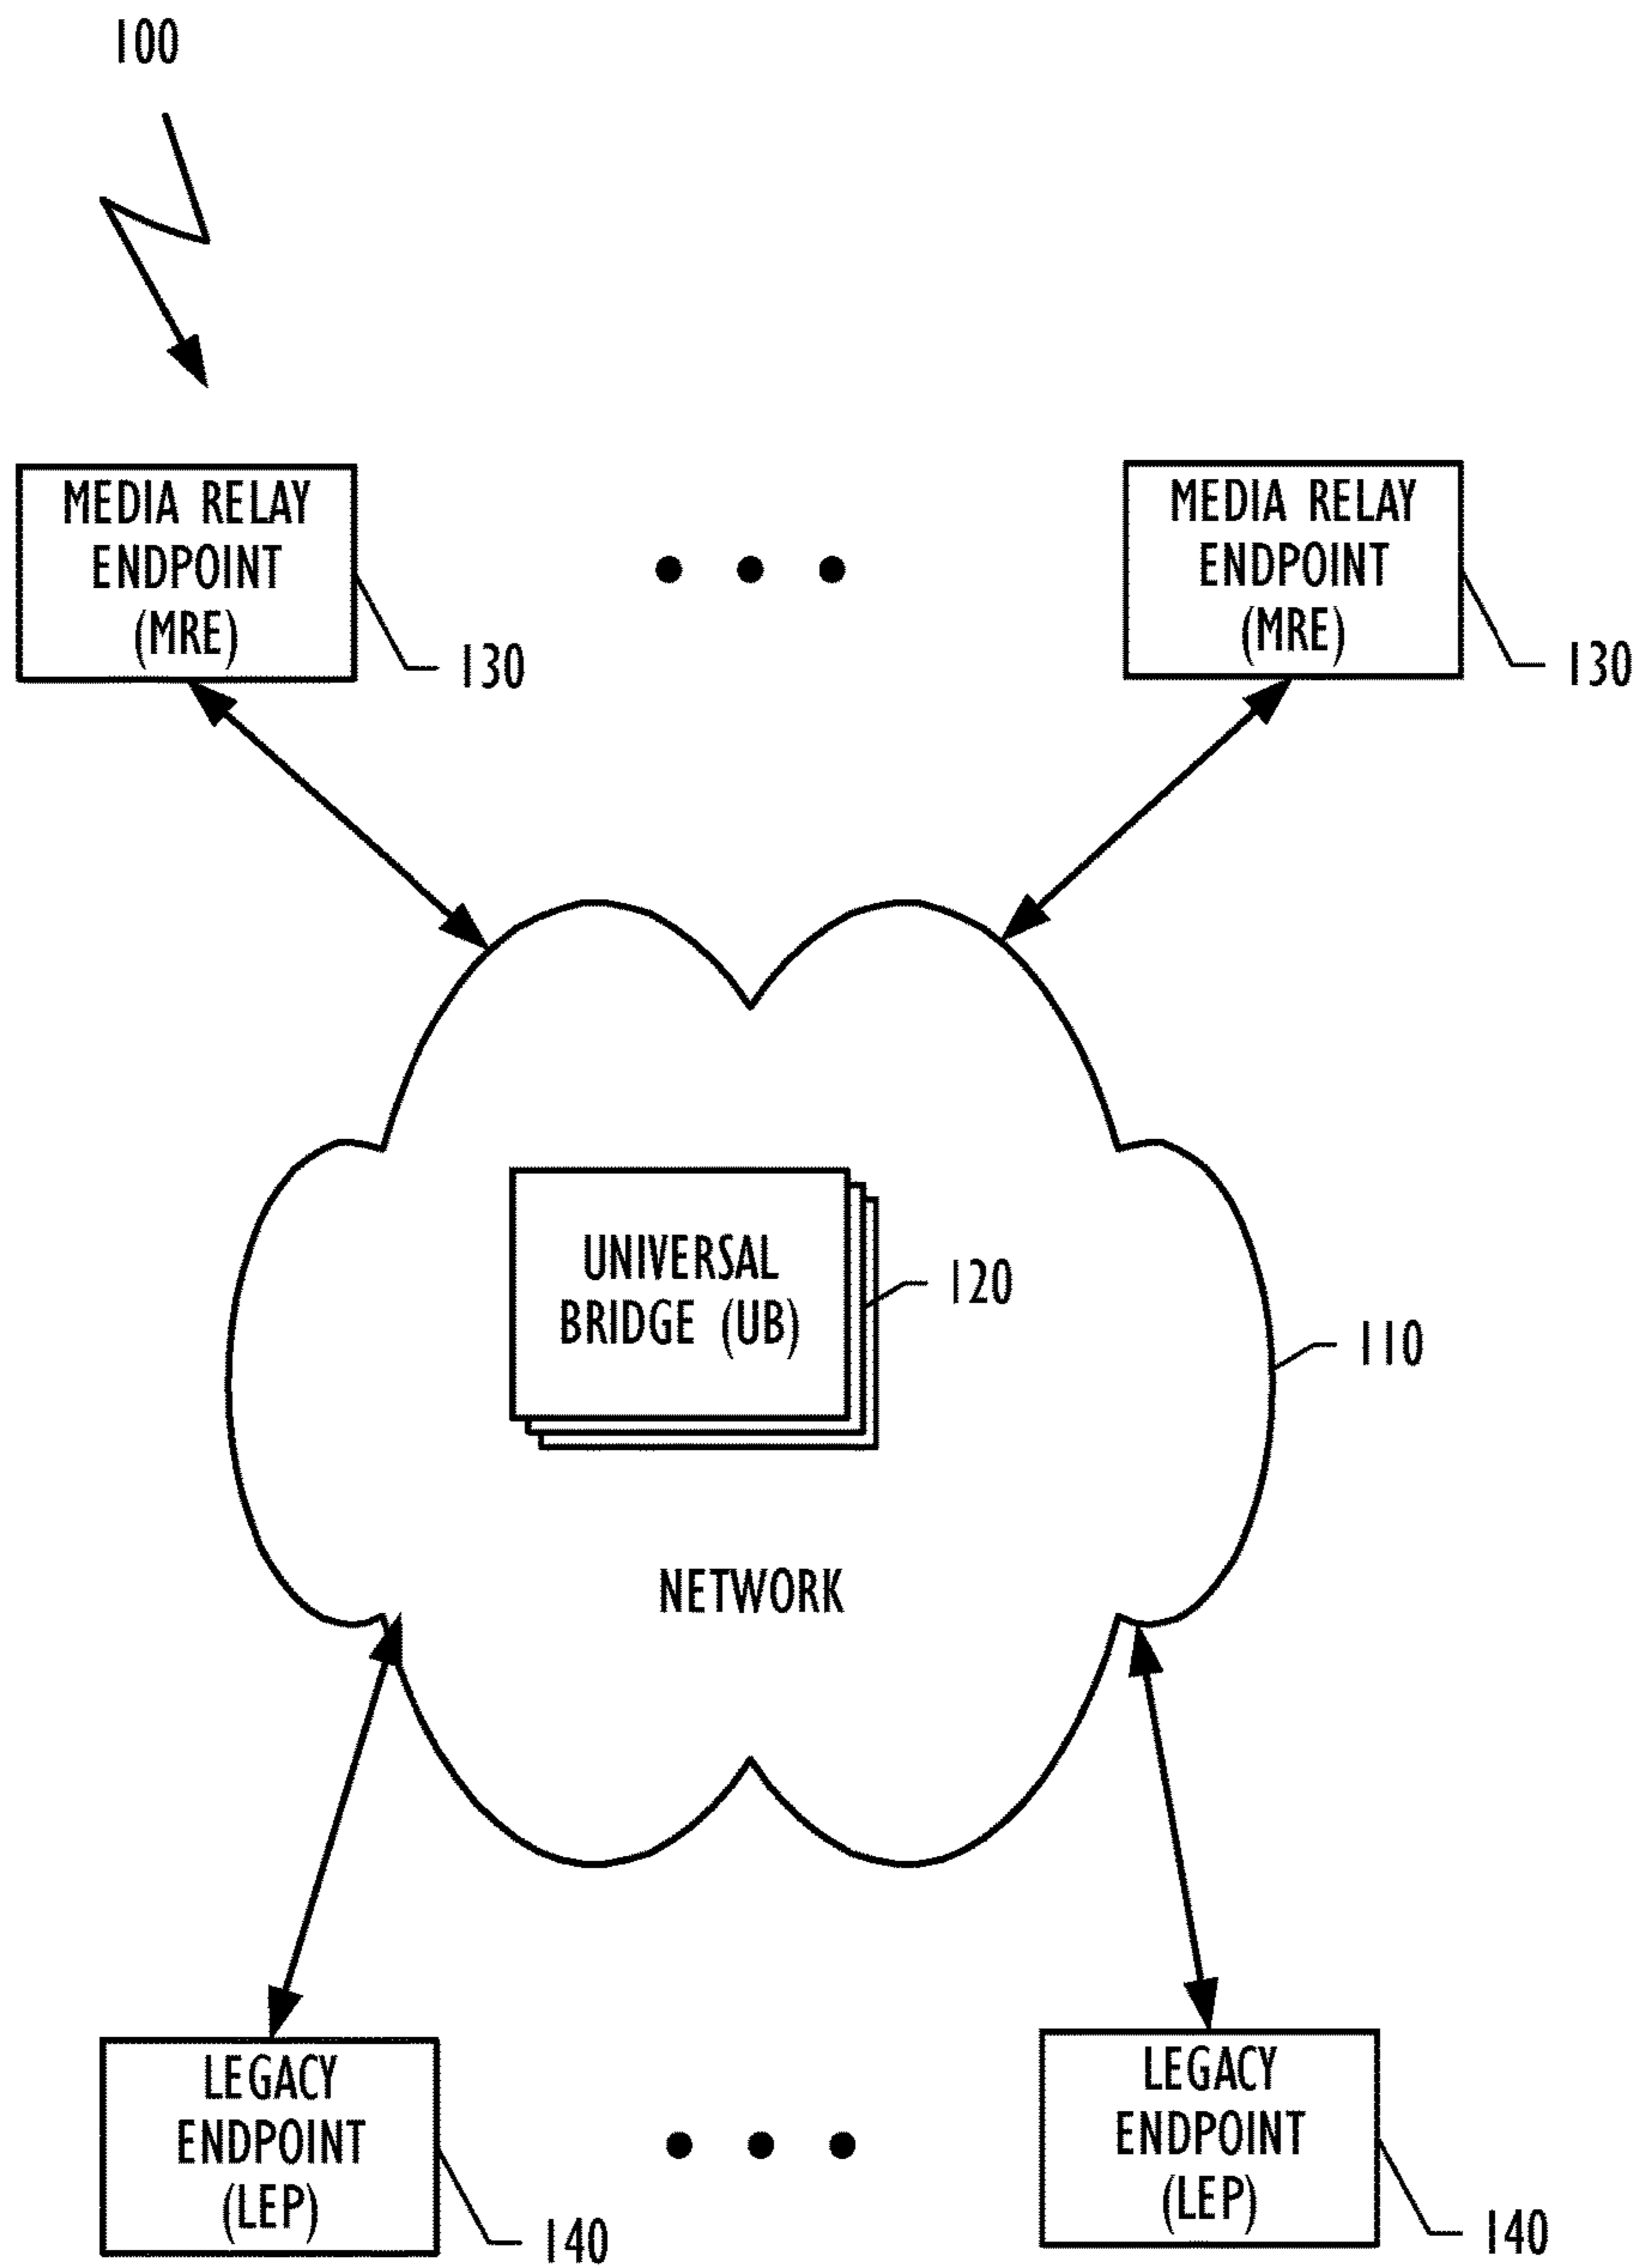 100
MEDIA RELAY
ENDPOINT
(MRE)
130
MEDIA RELAY
ENDPOINT
(MRE)
130
UNIVERSAL
BRIDGE (UB)
120
110
NETWORK
LEGACY
ENDPOINT
(LEP)
140
LEGACY
ENDPOINT
(LEP)
140